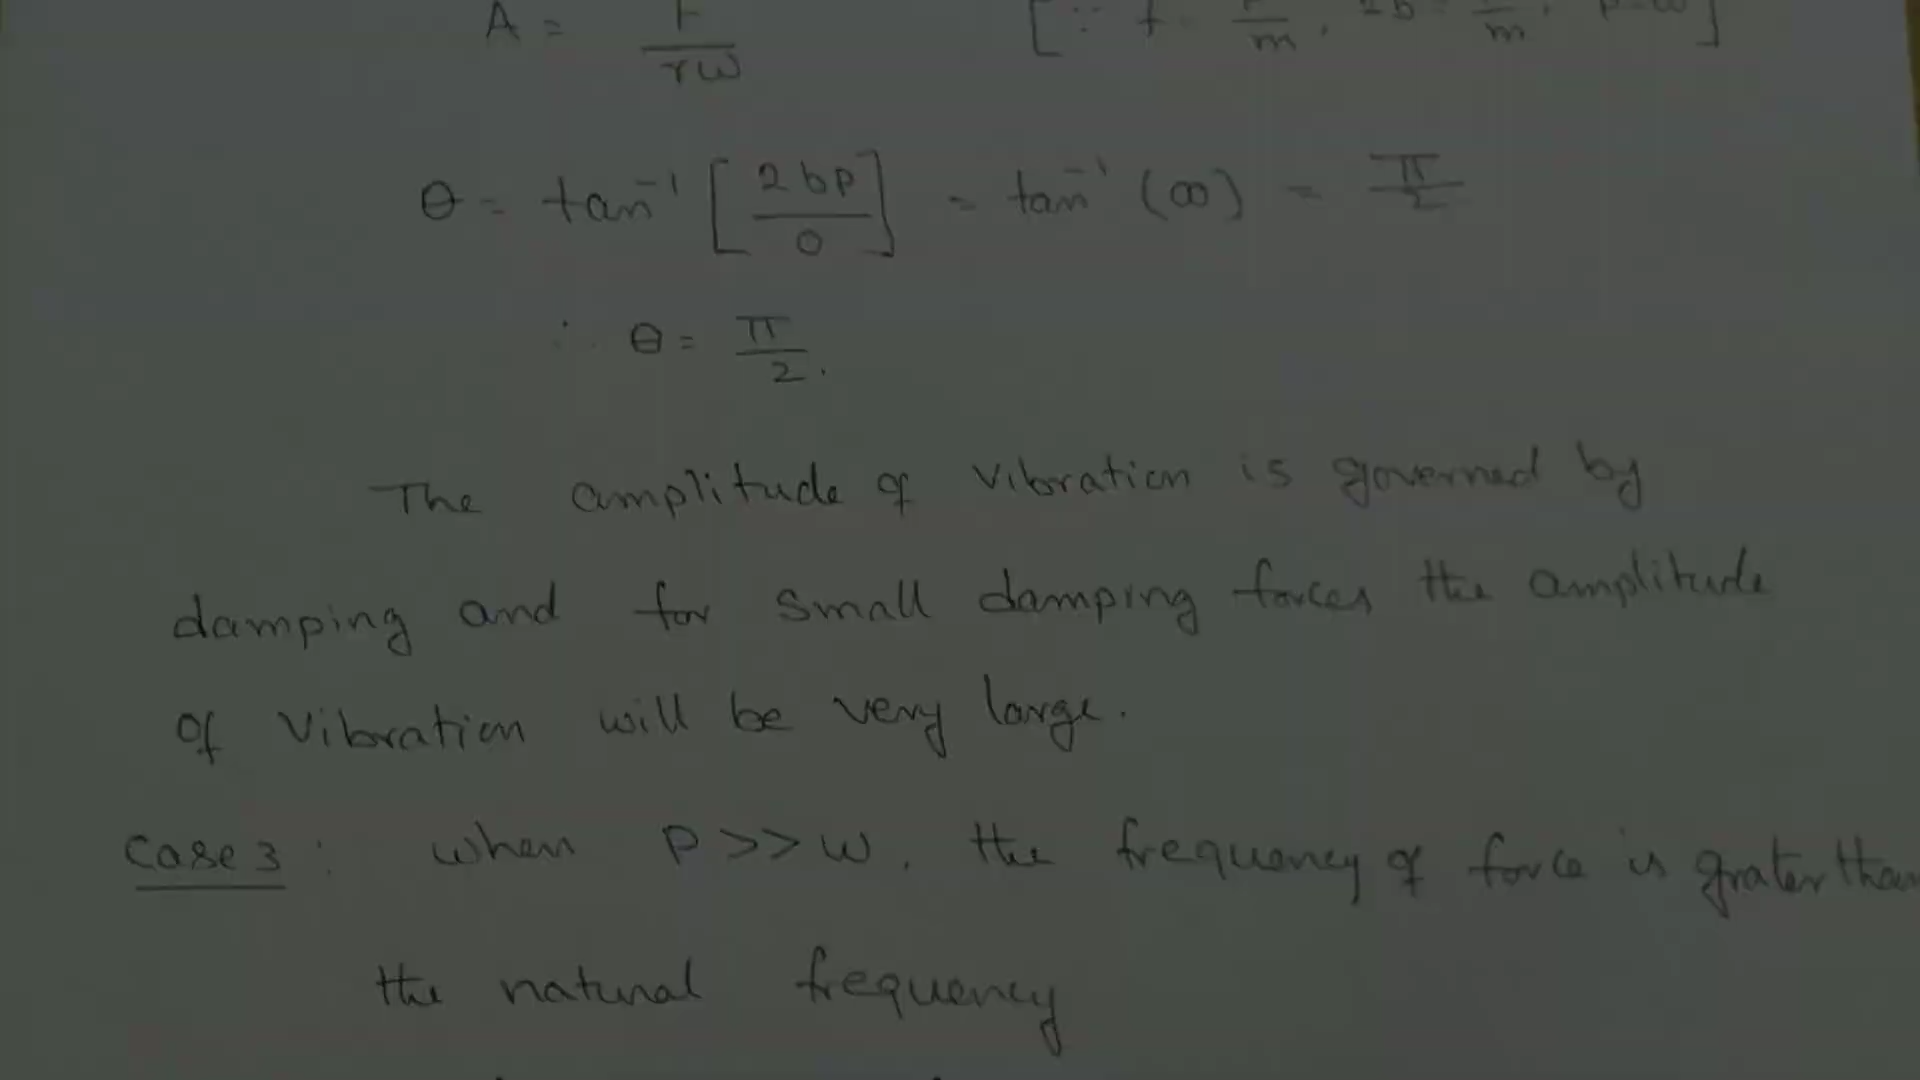 A = F/rω [∵ f = F/m, 2b = r/m, p = ω]
θ = tan⁻¹ [2bp/0] = tan⁻¹ (∞) = π/2
∴ θ = π/2.
The amplitude of vibration is governed by
damping and for small damping forces the amplitude
of vibration will be very large.
Case 3 : when P >> ω, the frequency of force is grater than
the natural frequency